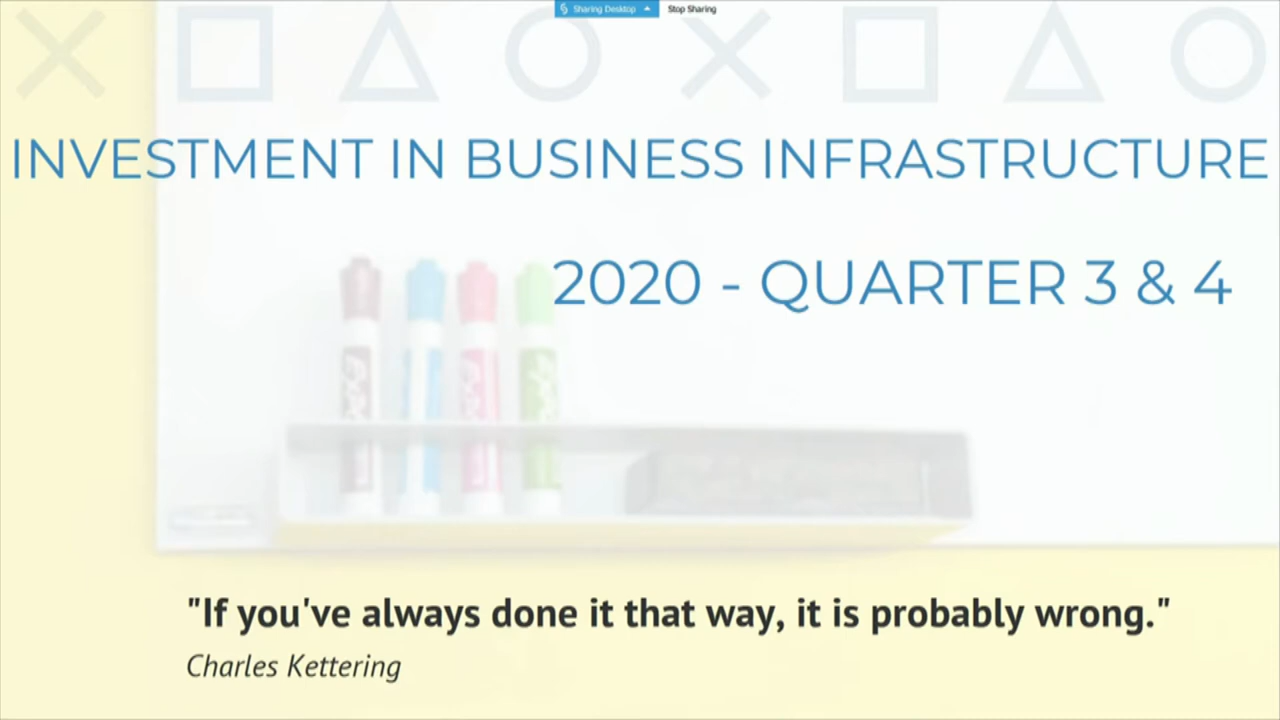 Sharing Desktop Stop Sharing
INVESTMENT IN BUSINESS INFRASTRUCTURE
2020 - QUARTER 3 & 4
"If you've always done it that way, it is probably wrong."
Charles Kettering